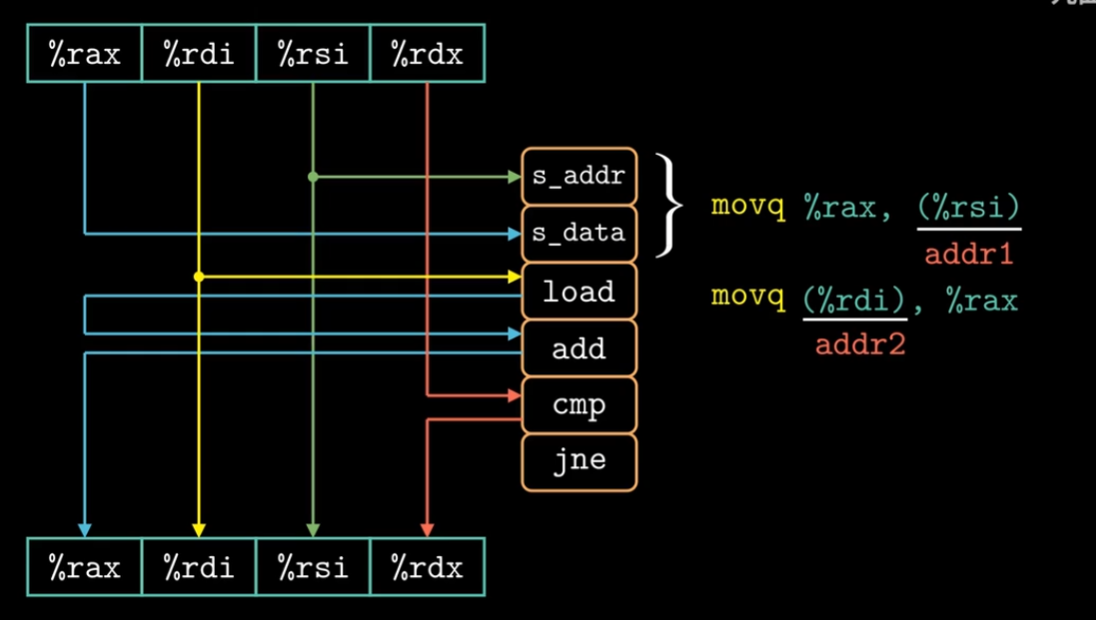 %rax %rdi %rsi %rdx
s_addr
s_data
load
add
cmp
jne
movq %rax, (%rsi)
addr1
movq (%rdi), %rax
addr2
%rax %rdi %rsi %rdx